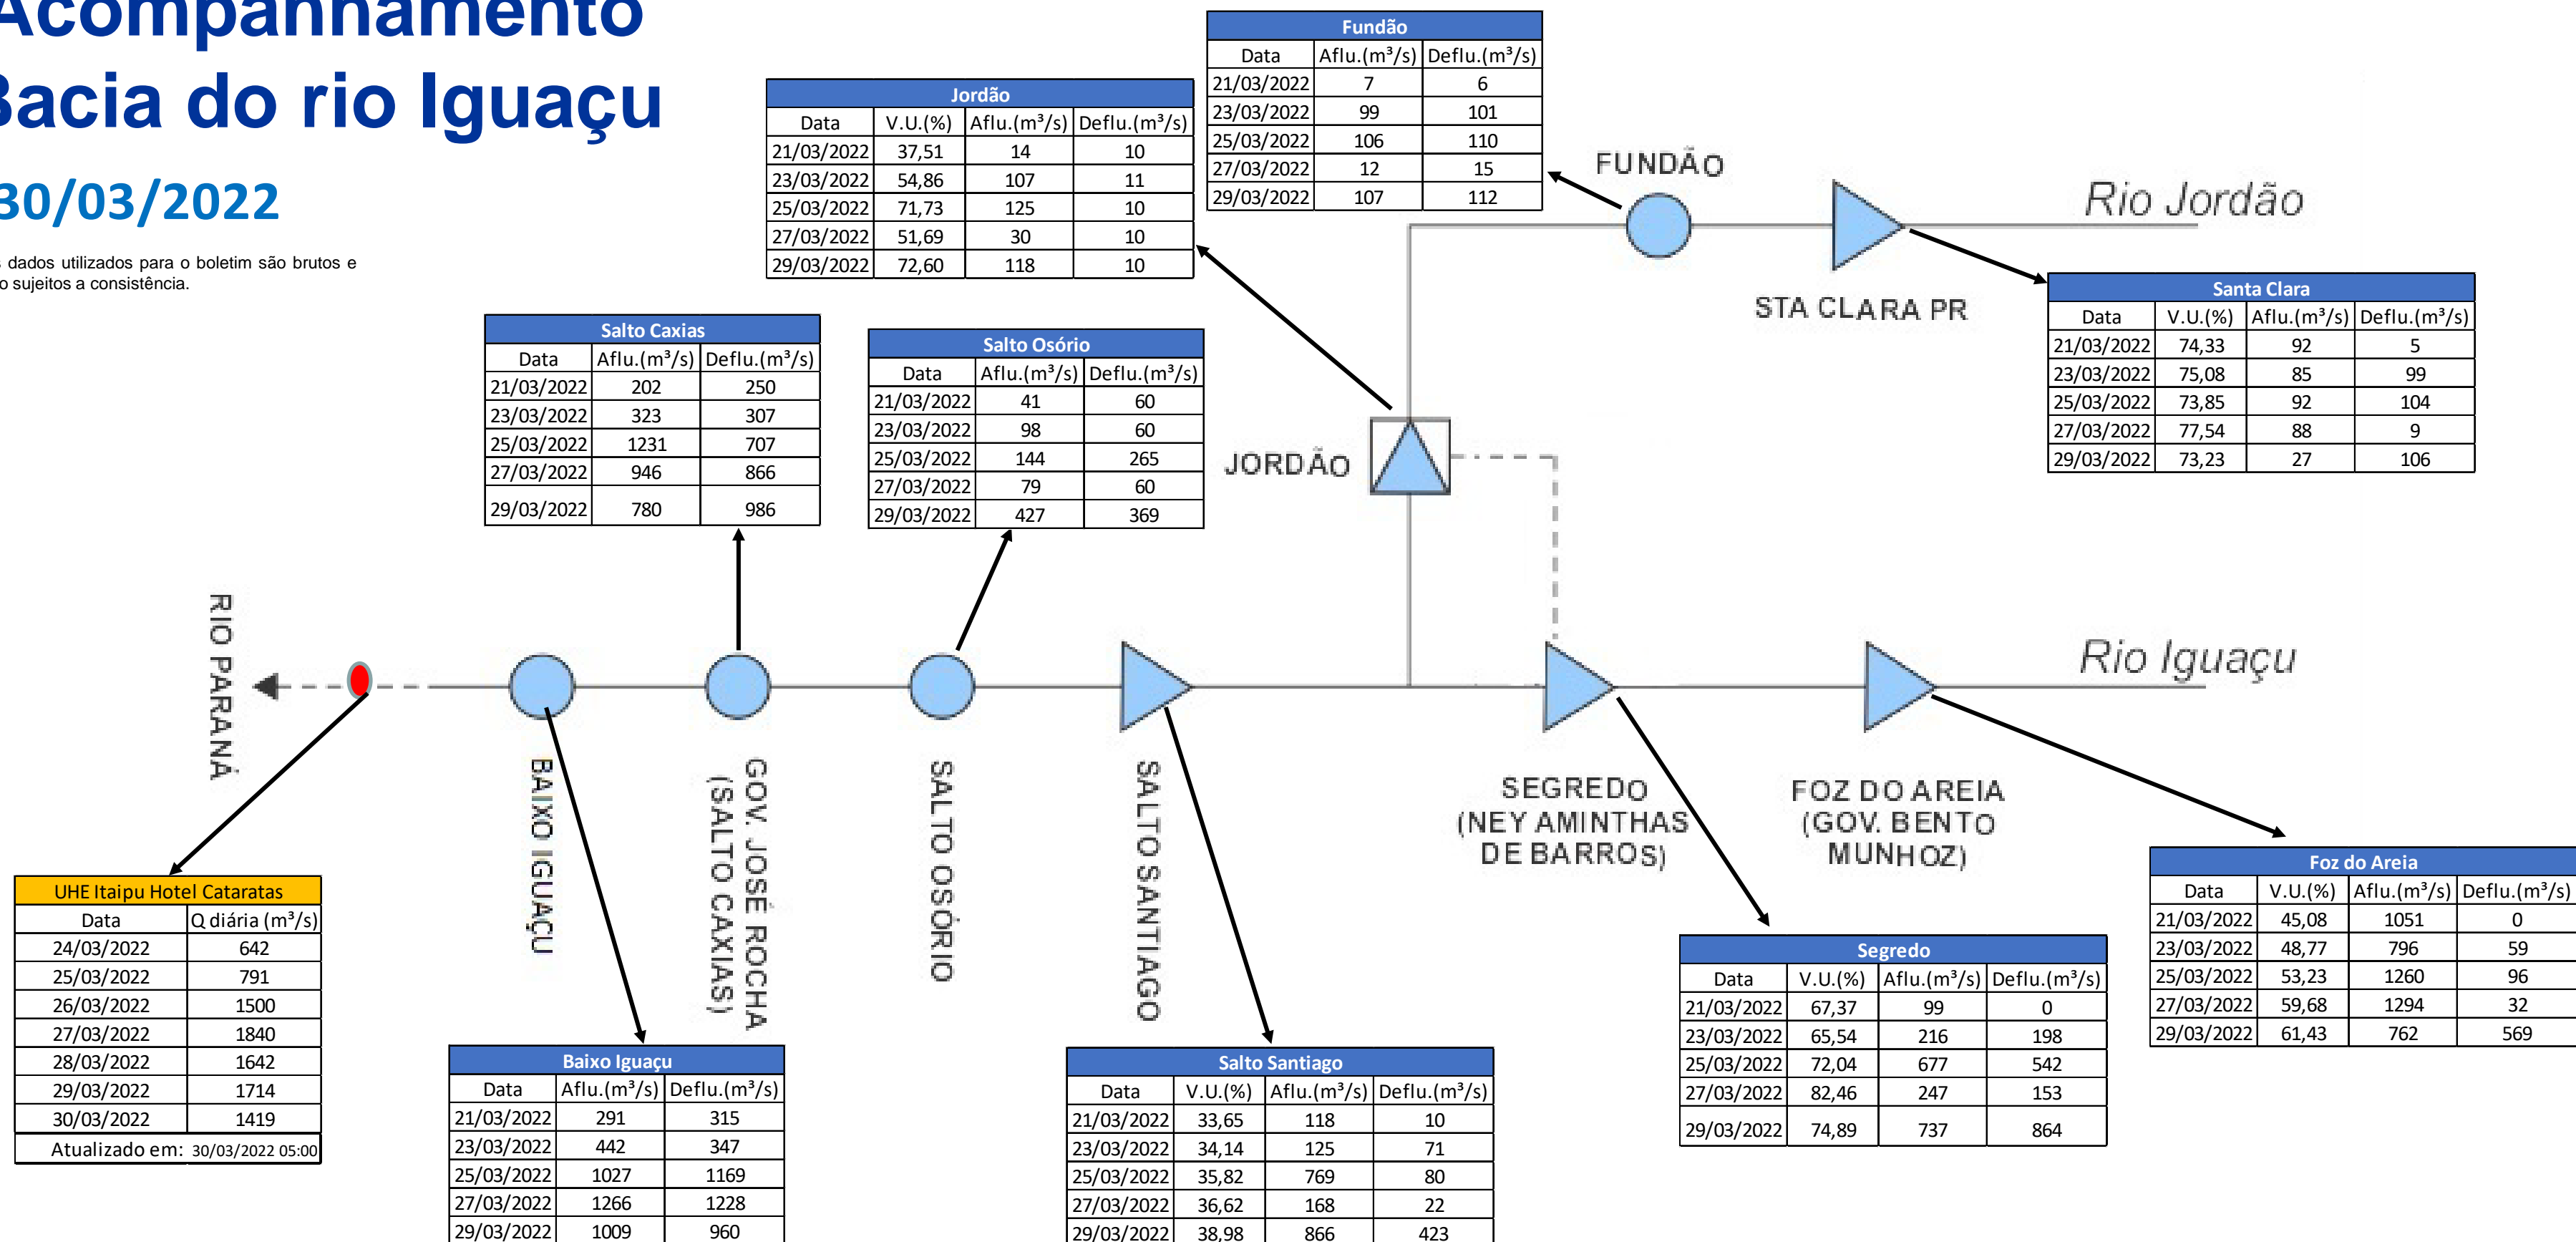 Acompanhamento
Bacia do rio Iguaçu
30/03/2022
s dados utilizados para o boletim são brutos e
o sujeitos a consistência.
Fundão
Data Aflu.(m³/s) Deflu.(m³/s)
21/03/2022 7 6
23/03/2022 99 101
25/03/2022 106 110
27/03/2022 12 15
29/03/2022 107 112
Jordão
Data V.U.(%) Aflu.(m³/s) Deflu.(m³/s)
21/03/2022 37,51 14 10
23/03/2022 54,86 107 11
25/03/2022 71,73 125 10
27/03/2022 51,69 30 10
29/03/2022 72,60 118 10
FUNDÃO
Rio Jordão
STA CLARA PR
Santa Clara
Data V.U.(%) Aflu.(m³/s) Deflu.(m³/s)
21/03/2022 74,33 92 5
23/03/2022 75,08 85 99
25/03/2022 73,85 92 104
27/03/2022 77,54 88 9
29/03/2022 73,23 27 106
Salto Caxias
Data Aflu.(m³/s) Deflu.(m³/s)
21/03/2022 202 250
23/03/2022 323 307
25/03/2022 1231 707
27/03/2022 946 866
29/03/2022 780 986
Salto Osório
Data Aflu.(m³/s) Deflu.(m³/s)
21/03/2022 41 60
23/03/2022 98 60
25/03/2022 144 265
27/03/2022 79 60
29/03/2022 427 369
JORDÃO
RIO PARANÁ
Rio Iguaçu
BAIXO IGUAÇU
GOV. JOSÉ ROCHA
(SALTO CAXIAS)
SALTO OSÓRIO
SALTO SANTIAGO
SEGREDO
(NEY AMINTHAS
DE BARROS)
FOZ DO AREIA
(GOV. BENTO
MUNHOZ)
UHE Itaipu Hotel Cataratas
Data Q diária (m³/s)
24/03/2022 642
25/03/2022 791
26/03/2022 1500
27/03/2022 1840
28/03/2022 1642
29/03/2022 1714
30/03/2022 1419
Atualizado em: 30/03/2022 05:00
Baixo Iguaçu
Data Aflu.(m³/s) Deflu.(m³/s)
21/03/2022 291 315
23/03/2022 442 347
25/03/2022 1027 1169
27/03/2022 1266 1228
29/03/2022 1009 960
Salto Santiago
Data V.U.(%) Aflu.(m³/s) Deflu.(m³/s)
21/03/2022 33,65 118 10
23/03/2022 34,14 125 71
25/03/2022 35,82 769 80
27/03/2022 36,62 168 22
29/03/2022 38,98 866 423
Segredo
Data V.U.(%) Aflu.(m³/s) Deflu.(m³/s)
21/03/2022 67,37 99 0
23/03/2022 65,54 216 198
25/03/2022 72,04 677 542
27/03/2022 82,46 247 153
29/03/2022 74,89 737 864
Foz do Areia
Data V.U.(%) Aflu.(m³/s) Deflu.(m³/s)
21/03/2022 45,08 1051 0
23/03/2022 48,77 796 59
25/03/2022 53,23 1260 96
27/03/2022 59,68 1294 32
29/03/2022 61,43 762 569